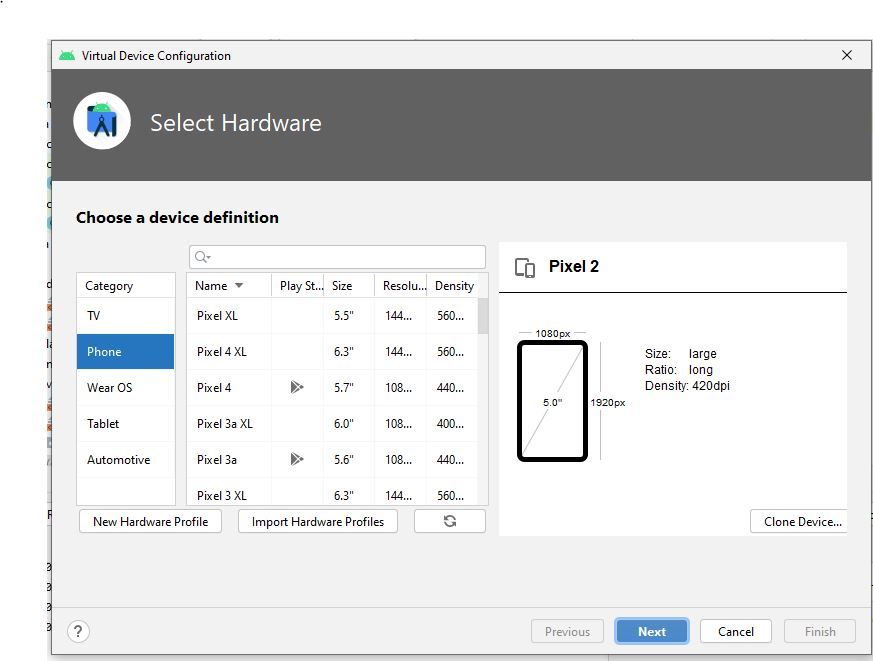 Virtual Device Configuration
Select Hardware
Choose a device definition
Category
TV
Phone
Wear OS
Tablet
Automotive
Name Play St... Size Resolu... Density
Pixel XL 5.5" 144... 560...
Pixel 4 XL 6.3" 144... 560...
Pixel 4 5.7" 108... 440...
Pixel 3a XL 6.0" 108... 400...
Pixel 3a 5.6" 108... 440...
Pixel 3 XL 6.3" 144... 560...
New Hardware Profile Import Hardware Profiles
Pixel 2
1080px
5.0"
1920px
Size: large
Ratio: long
Density: 420dpi
Clone Device...
? Previous Next Cancel Finish